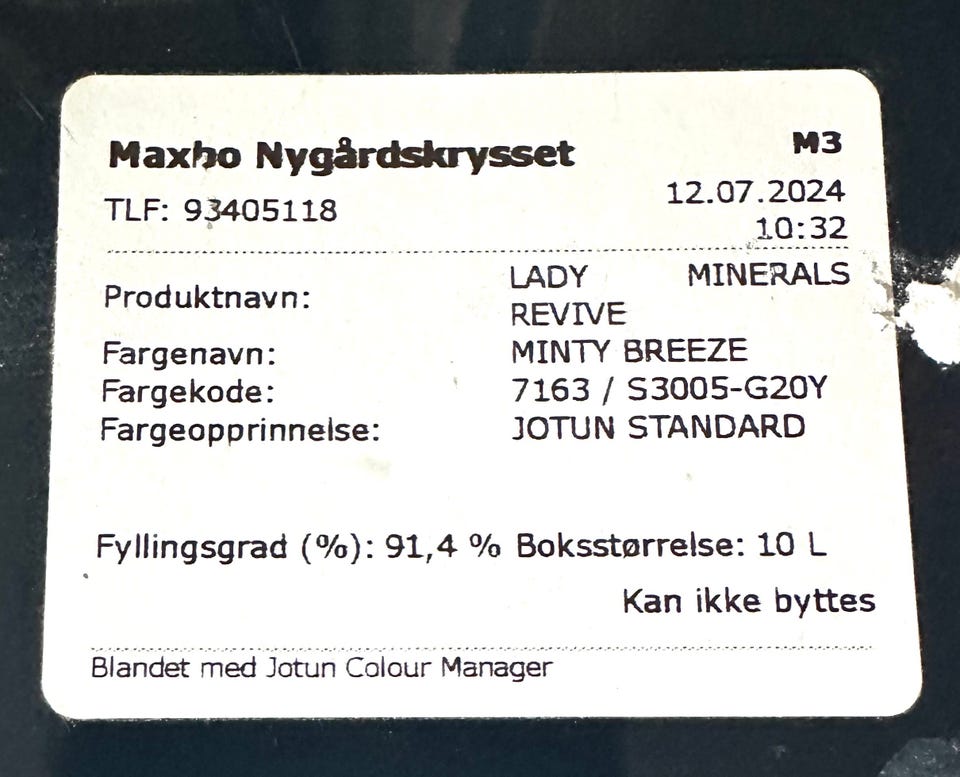 Maxbo Nygårdskrysset M3
TLF: 93405118 12.07.2024
10:32
Produktnavn: LADY MINERALS
REVIVE
Fargenavn: MINTY BREEZE
Fargekode: 7163 / S3005-G20Y
Fargeopprinnelse: JOTUN STANDARD
Fyllingsgrad (%): 91,4 % Boksstørrelse: 10 L
Kan ikke byttes
Blandet med Jotun Colour Manager